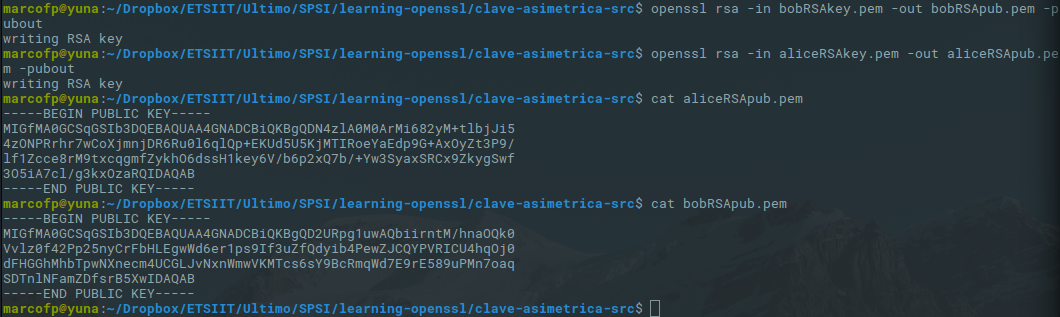 marcofp@yuna:~/Dropbox/ETSIIT/Ultimo/SPSI/learning-openssl/clave-asimetrica-src$ openssl rsa -in bobRSAkey.pem -out bobRSApub.pem -p
ubout
writing RSA key
marcofp@yuna:~/Dropbox/ETSIIT/Ultimo/SPSI/learning-openssl/clave-asimetrica-src$ openssl rsa -in aliceRSAkey.pem -out aliceRSApub.pe
m -pubout
writing RSA key
marcofp@yuna:~/Dropbox/ETSIIT/Ultimo/SPSI/learning-openssl/clave-asimetrica-src$ cat aliceRSApub.pem
-----BEGIN PUBLIC KEY-----
MIGfMA0GCSqGSIb3DQEBAQUAA4GNADCBiQKBgQDN4zlA0M0ArMi682yM+tlbjJi5
4zONPRrhr7wCoXjmnjDR6Ru0l6qlQp+EKUd5U5KjMTIRoeYaEdp9G+AxOyZt3P9/
lf1Zcce8rM9txcqgmfZykhO6dssH1key6V/b6p2xQ7b/+Yw3SyaxSRCx9ZkygSwf
3O5iA7cl/g3kxOzaRQIDAQAB
-----END PUBLIC KEY-----
marcofp@yuna:~/Dropbox/ETSIIT/Ultimo/SPSI/learning-openssl/clave-asimetrica-src$ cat bobRSApub.pem
-----BEGIN PUBLIC KEY-----
MIGfMA0GCSqGSIb3DQEBAQUAA4GNADCBiQKBgQD2URpg1uwAQbiirntM/hnaOQk0
Vvlz0f42Pp25nyCrFbHLEgwWd6er1ps9If3uZfQdyib4PewZJCQYPVRICU4hqOj0
dFHGGhMhbTpwNXnecm4UCGLJvNxnWmwVKMTcs6sY9BcRmqWd7E9rE589uPMn7oaq
SDTnlNFamZDfsrB5XwIDAQAB
-----END PUBLIC KEY-----
marcofp@yuna:~/Dropbox/ETSIIT/Ultimo/SPSI/learning-openssl/clave-asimetrica-src$